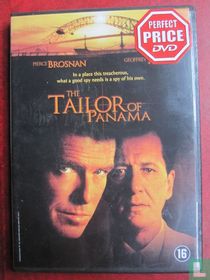 PERFECT
PRICE
DVD
PIERCE BROSNAN
GEOFFREY
In a place this treacherous,
what a good spy needs is a spy of his own.
THE
TAILOR OF
PANAMA
16